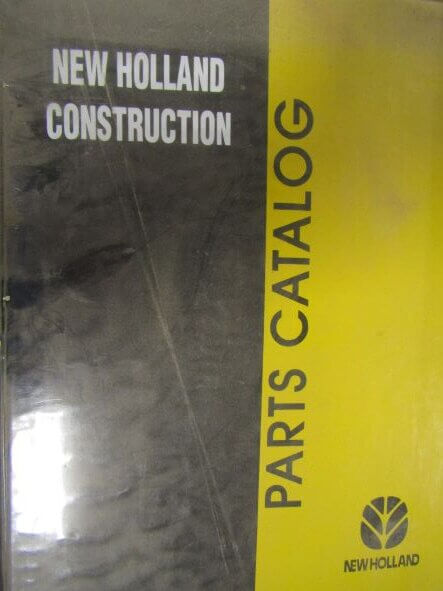 NEW HOLLAND
CONSTRUCTION
PARTS CATALOG
NEW HOLLAND